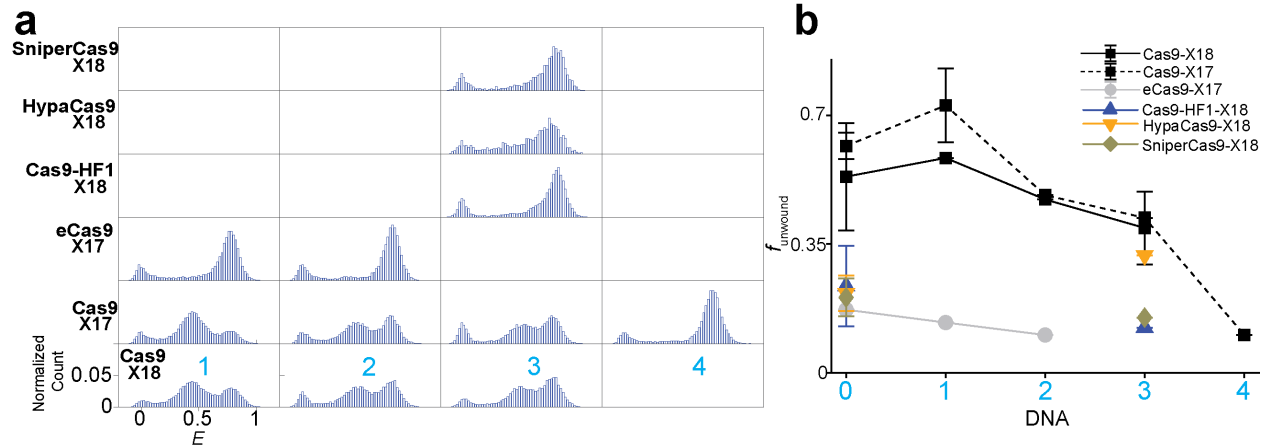 a
SniperCas9
X18
HypaCas9
X18
Cas9-HF1
X18
eCas9
X17
Cas9
X17
Cas9
X18
1
2
3
4
Normalized
Count
0.05
0
0
0.5
1
E
b
Cas9-X18
Cas9-X17
eCas9-X17
Cas9-HF1-X18
HypaCas9-X18
SniperCas9-X18
0.7
0.35
0
f unwound
0
1
2
3
4
DNA